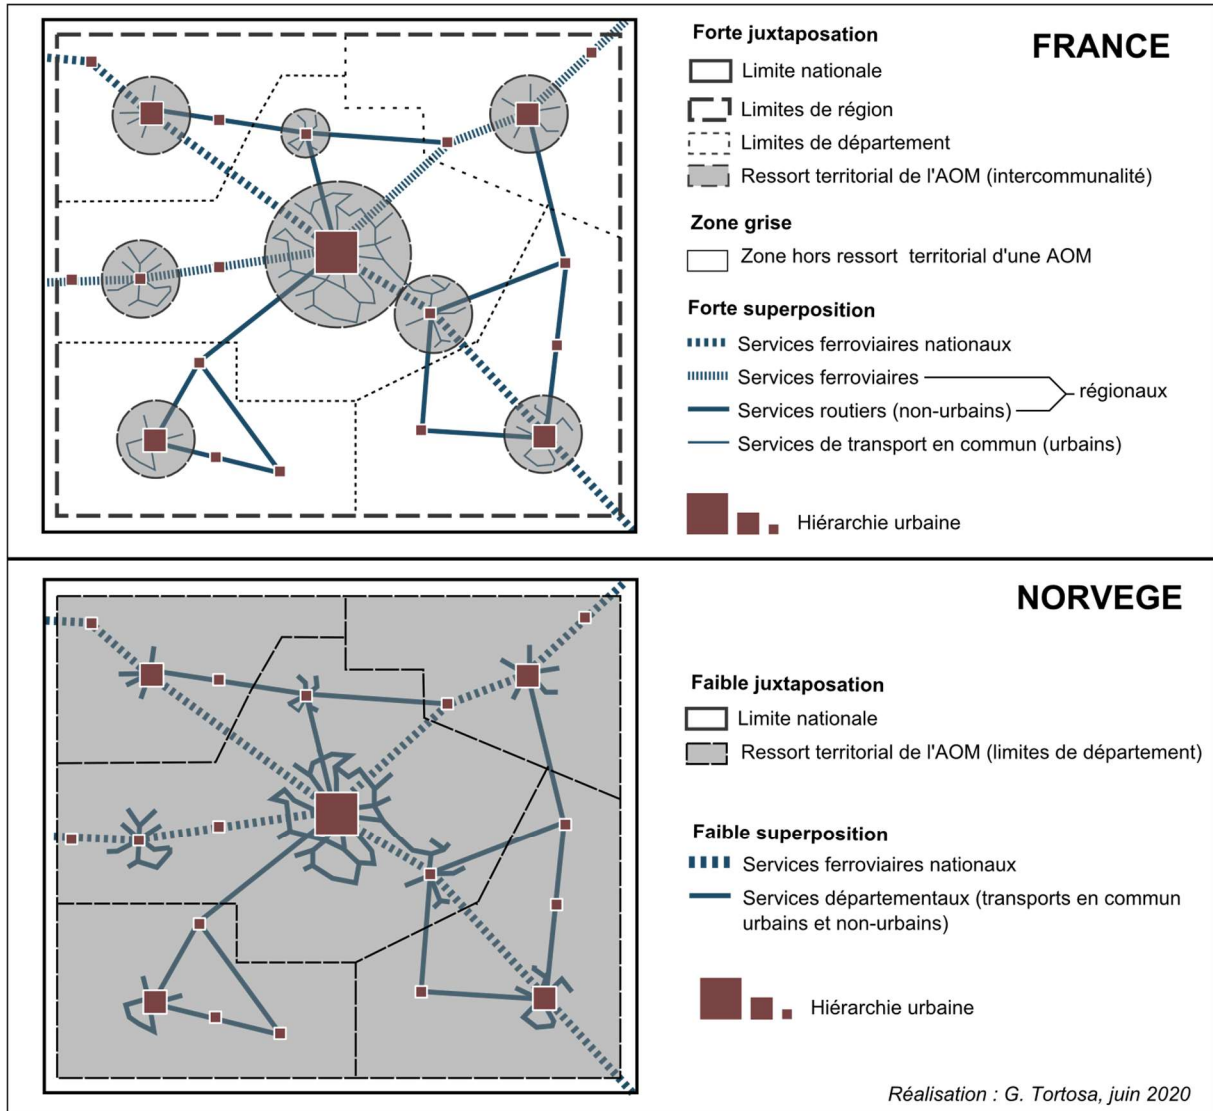 FRANCE
Forte juxtaposition
Limite nationale
Limites de région
Limites de département
Ressort territorial de l'AOM (intercommunalité)
Zone grise
Zone hors ressort territorial d'une AOM
Forte superposition
Services ferroviaires nationaux
Services ferroviaires
régionaux
Services routiers (non-urbains)
Services de transport en commun (urbains)
Hiérarchie urbaine
NORVEGE
Faible juxtaposition
Limite nationale
Ressort territorial de l'AOM (limites de département)
Faible superposition
Services ferroviaires nationaux
Services départementaux (transports en commun
urbains et non-urbains)
Hiérarchie urbaine
Réalisation : G. Tortosa, juin 2020